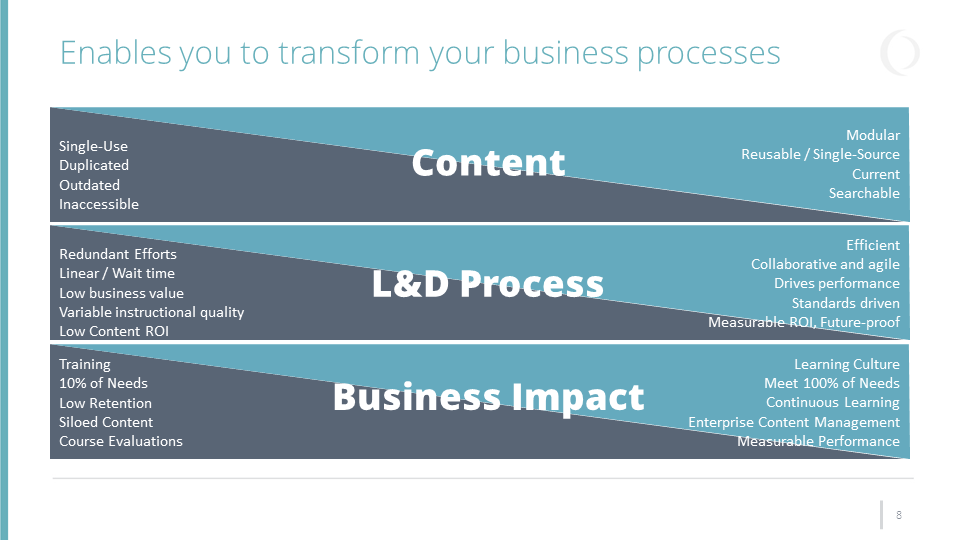 Enables you to transform your business processes
Single-Use
Duplicated
Outdated
Inaccessible
Content
Modular
Reusable / Single-Source
Current
Searchable
Redundant Efforts
Linear / Wait time
Low business value
Variable instructional quality
Low Content ROI
L&D Process
Efficient
Collaborative and agile
Drives performance
Standards driven
Measurable ROI, Future-proof
Training
10% of Needs
Low Retention
Siloed Content
Course Evaluations
Business Impact
Learning Culture
Meet 100% of Needs
Continuous Learning
Enterprise Content Management
Measurable Performance
8